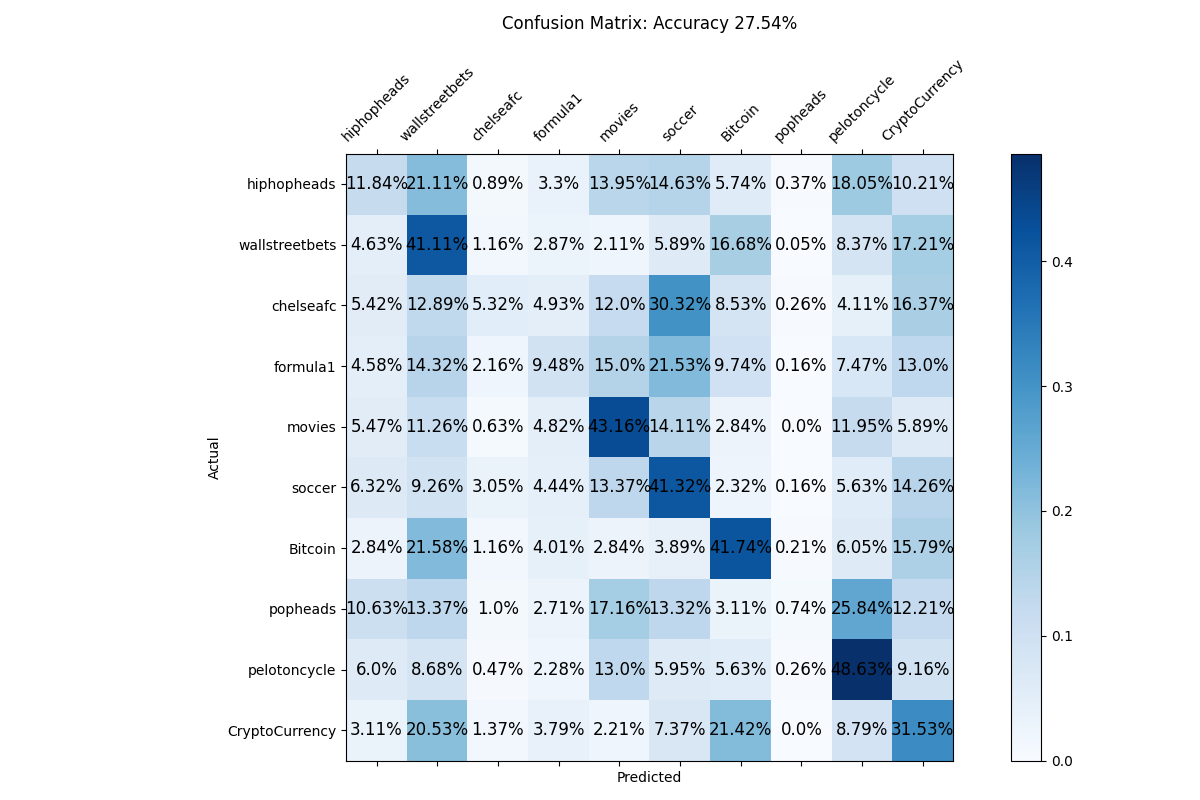 Confusion Matrix: Accuracy 27.54%
hiphopheads wallstreetbets chelseafc formula1 movies soccer Bitcoin popheads pelotoncycle CryptoCurrency
hiphopheads 11.84% 21.11% 0.89% 3.3% 13.95% 14.63% 5.74% 0.37% 18.05% 10.21%
wallstreetbets 4.63% 41.11% 1.16% 2.87% 2.11% 5.89% 16.68% 0.05% 8.37% 17.21%
chelseafc 5.42% 12.89% 5.32% 4.93% 12.0% 30.32% 8.53% 0.26% 4.11% 16.37%
formula1 4.58% 14.32% 2.16% 9.48% 15.0% 21.53% 9.74% 0.16% 7.47% 13.0%
movies 5.47% 11.26% 0.63% 4.82% 43.16% 14.11% 2.84% 0.0% 11.95% 5.89%
soccer 6.32% 9.26% 3.05% 4.44% 13.37% 41.32% 2.32% 0.16% 5.63% 14.26%
Bitcoin 2.84% 21.58% 1.16% 4.01% 2.84% 3.89% 41.74% 0.21% 6.05% 15.79%
popheads 10.63% 13.37% 1.0% 2.71% 17.16% 13.32% 3.11% 0.74% 25.84% 12.21%
pelotoncycle 6.0% 8.68% 0.47% 2.28% 13.0% 5.95% 5.63% 0.26% 48.63% 9.16%
CryptoCurrency 3.11% 20.53% 1.37% 3.79% 2.21% 7.37% 21.42% 0.0% 8.79% 31.53%
Actual
Predicted
0.4
0.3
0.2
0.1
0.0